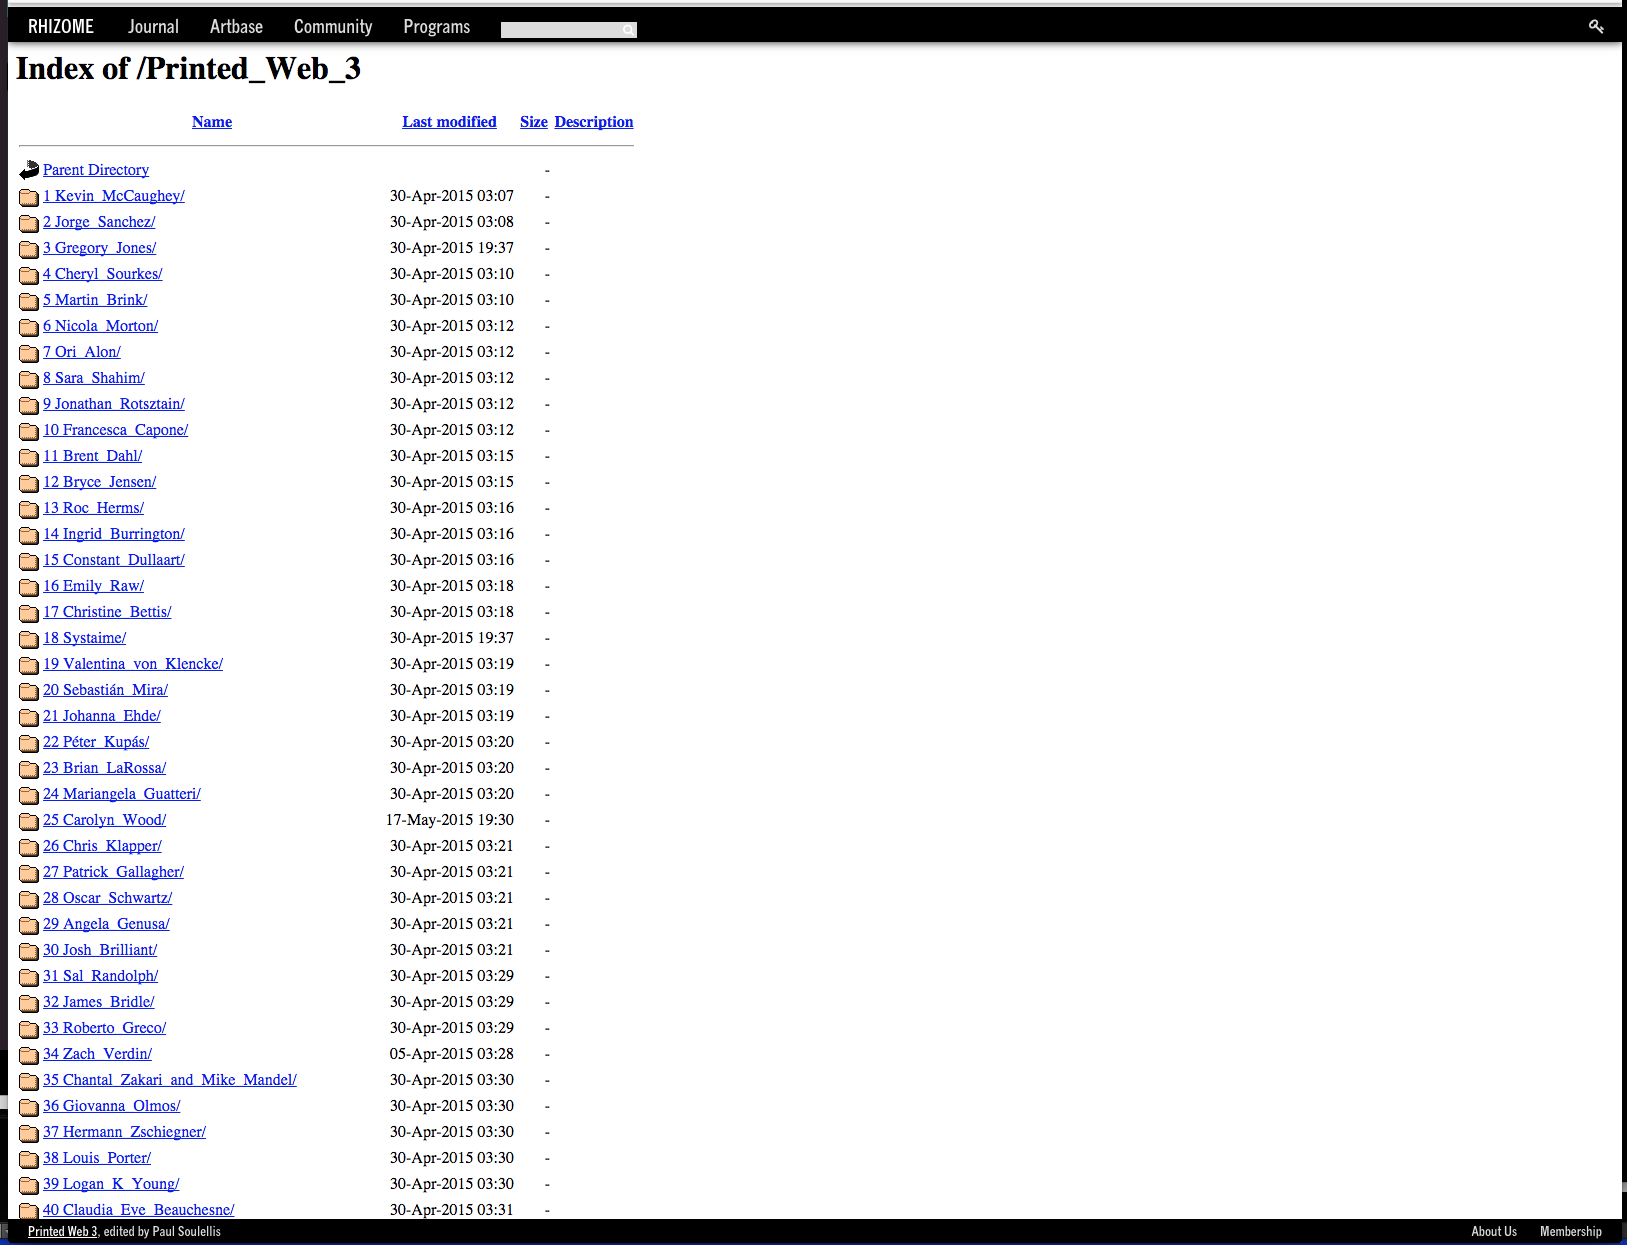 RHIZOME Journal Artbase Community Programs
Index of /Printed_Web_3
Name Last modified Size Description
Parent Directory -
1 Kevin_McCaughey/ 30-Apr-2015 03:07 -
2 Jorge_Sanchez/ 30-Apr-2015 03:08 -
3 Gregory_Jones/ 30-Apr-2015 19:37 -
4 Cheryl_Sourkes/ 30-Apr-2015 03:10 -
5 Martin_Brink/ 30-Apr-2015 03:10 -
6 Nicola_Morton/ 30-Apr-2015 03:12 -
7 Ori_Alon/ 30-Apr-2015 03:12 -
8 Sara_Shahim/ 30-Apr-2015 03:12 -
9 Jonathan_Rotsztain/ 30-Apr-2015 03:12 -
10 Francesca_Capone/ 30-Apr-2015 03:12 -
11 Brent_Dahl/ 30-Apr-2015 03:15 -
12 Bryce_Jensen/ 30-Apr-2015 03:15 -
13 Roc_Herms/ 30-Apr-2015 03:16 -
14 Ingrid_Burrington/ 30-Apr-2015 03:16 -
15 Constant_Dullaart/ 30-Apr-2015 03:16 -
16 Emily_Raw/ 30-Apr-2015 03:18 -
17 Christine_Bettis/ 30-Apr-2015 03:18 -
18 Systaime/ 30-Apr-2015 19:37 -
19 Valentina_von_Klencke/ 30-Apr-2015 03:19 -
20 Sebastián_Mira/ 30-Apr-2015 03:19 -
21 Johanna_Ehde/ 30-Apr-2015 03:19 -
22 Péter_Kupás/ 30-Apr-2015 03:20 -
23 Brian_LaRossa/ 30-Apr-2015 03:20 -
24 Mariangela_Guatteri/ 30-Apr-2015 03:20 -
25 Carolyn_Wood/ 17-May-2015 19:30 -
26 Chris_Klapper/ 30-Apr-2015 03:21 -
27 Patrick_Gallagher/ 30-Apr-2015 03:21 -
28 Oscar_Schwartz/ 30-Apr-2015 03:21 -
29 Angela_Genusa/ 30-Apr-2015 03:21 -
30 Josh_Brilliant/ 30-Apr-2015 03:21 -
31 Sal_Randolph/ 30-Apr-2015 03:29 -
32 James_Bridle/ 30-Apr-2015 03:29 -
33 Roberto_Greco/ 30-Apr-2015 03:29 -
34 Zach_Verdin/ 05-Apr-2015 03:28 -
35 Chantal_Zakari_and_Mike_Mandel/ 30-Apr-2015 03:30 -
36 Giovanna_Olmos/ 30-Apr-2015 03:30 -
37 Hermann_Zschiegner/ 30-Apr-2015 03:30 -
38 Louis_Porter/ 30-Apr-2015 03:30 -
39 Logan_K_Young/ 30-Apr-2015 03:30 -
40 Claudia_Eve_Beauchesne/ 30-Apr-2015 03:31 -
Printed Web 3, edited by Paul Soulellis About Us Membership